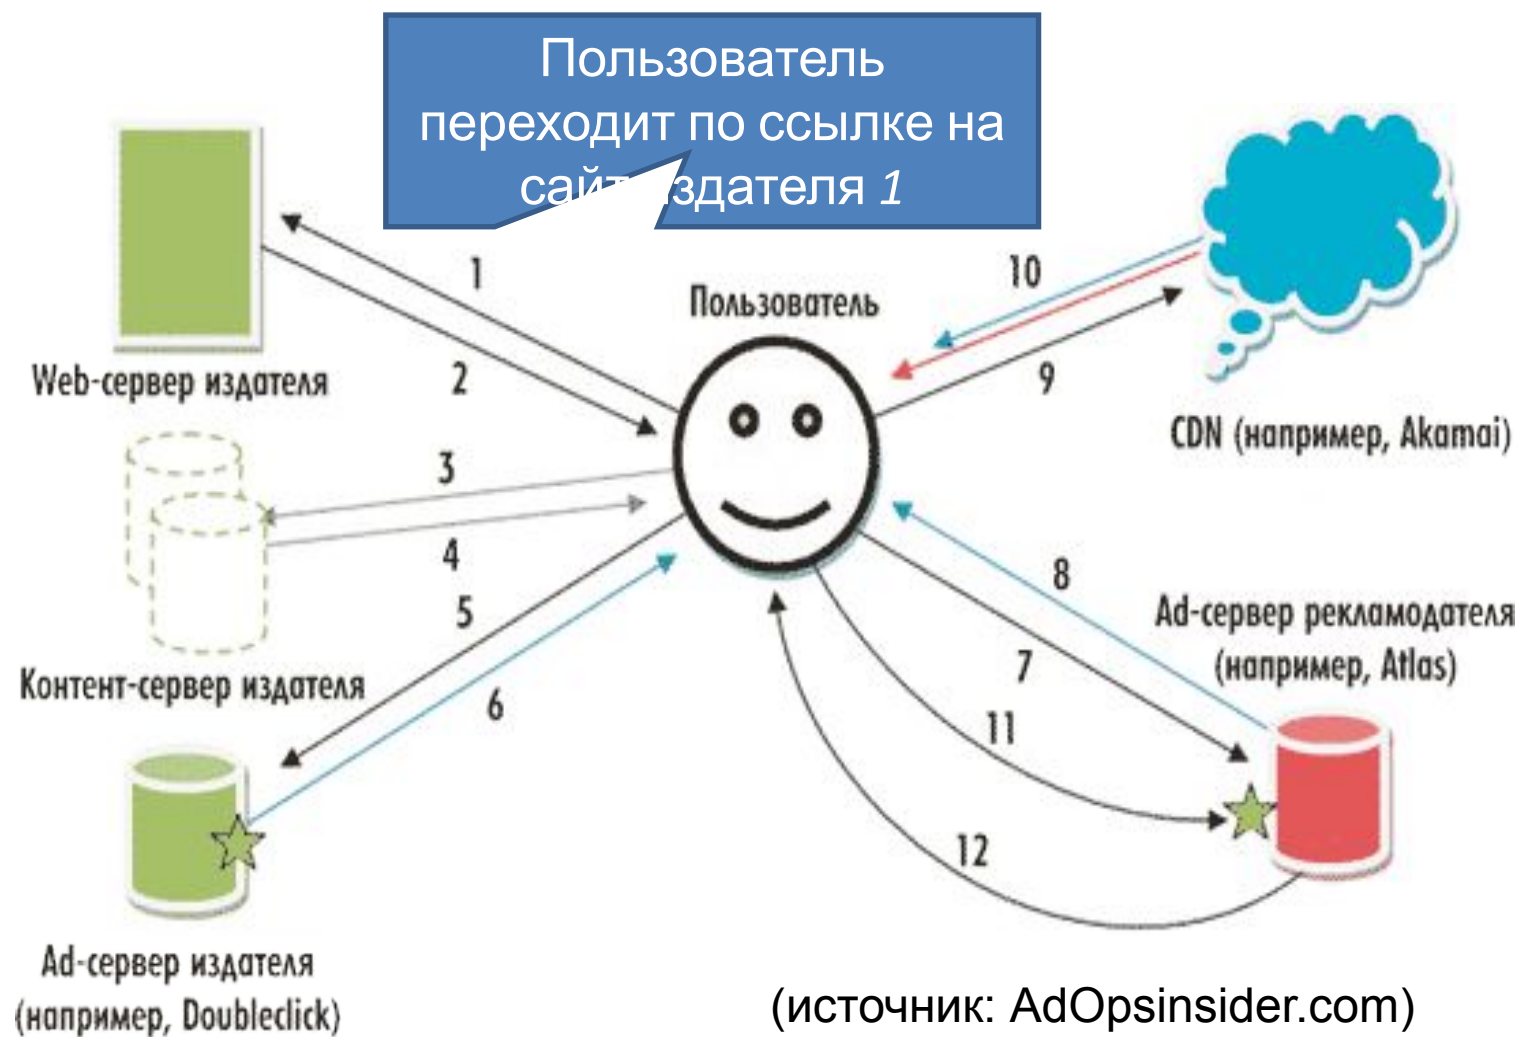 Пользователь
переходит по ссылке на
сайт издателя 1
1
Пользователь
10
2
Web-сервер издателя
9
CDN (например, Akamai)
3
4
5
8
Ad-сервер рекламодателя
(например, Atlas)
7
Контент-сервер издателя
6
11
12
Ad-сервер издателя
(например, Doubleclick)
(источник: AdOpsinsider.com)